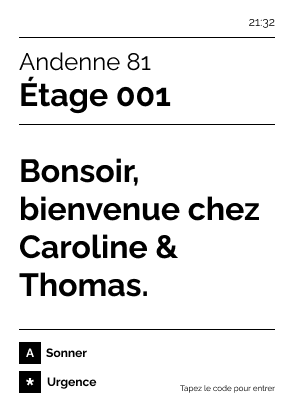 21:32
Andenne 81
Étage 001
Bonsoir,
bienvenue chez
Caroline &
Thomas.
A Sonner
* Urgence
Tapez le code pour entrer